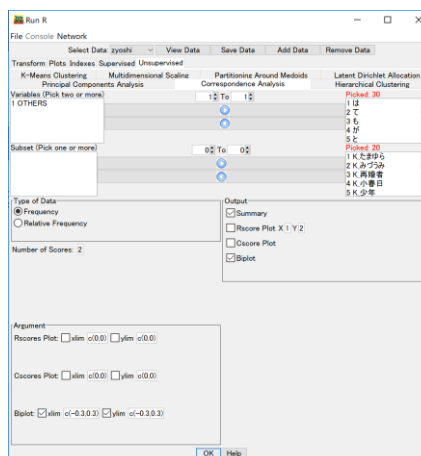 Run R
File Console Network
Select Data: zyoshi View Data Save Data Add Data Remove Data
Transform Plots Indexes Supervised Unsupervised
K-Means Clustering Multidimensional Scaling Partitioning Around Medoids Latent Dirichlet Allocation
Principal Components Analysis Correspondence Analysis Hierarchical Clustering
Variables (Pick two or more) 1 To 1 Picked: 30
1 OTHERS 1 は
2 て
3 も
4 が
5 と
Subset (Pick one or more) 0 To 0 Picked: 20
1 K.たまゆら
2 K.みづうみ
3 K.再婚者
4 K.小春日
5 K.少年
Type of Data Output
Frequency Summary
Relative Frequency Rscore Plot X 1 Y 2
Number of Scores: 2 Cscore Plot
Biplot
Argument
Rscores Plot: xlim c(0.0) ylim c(0.0)
Cscores Plot: xlim c(0.0) ylim c(0.0)
Biplot: xlim c(-0.3,0.3) ylim c(-0.3,0.3)
OK Help